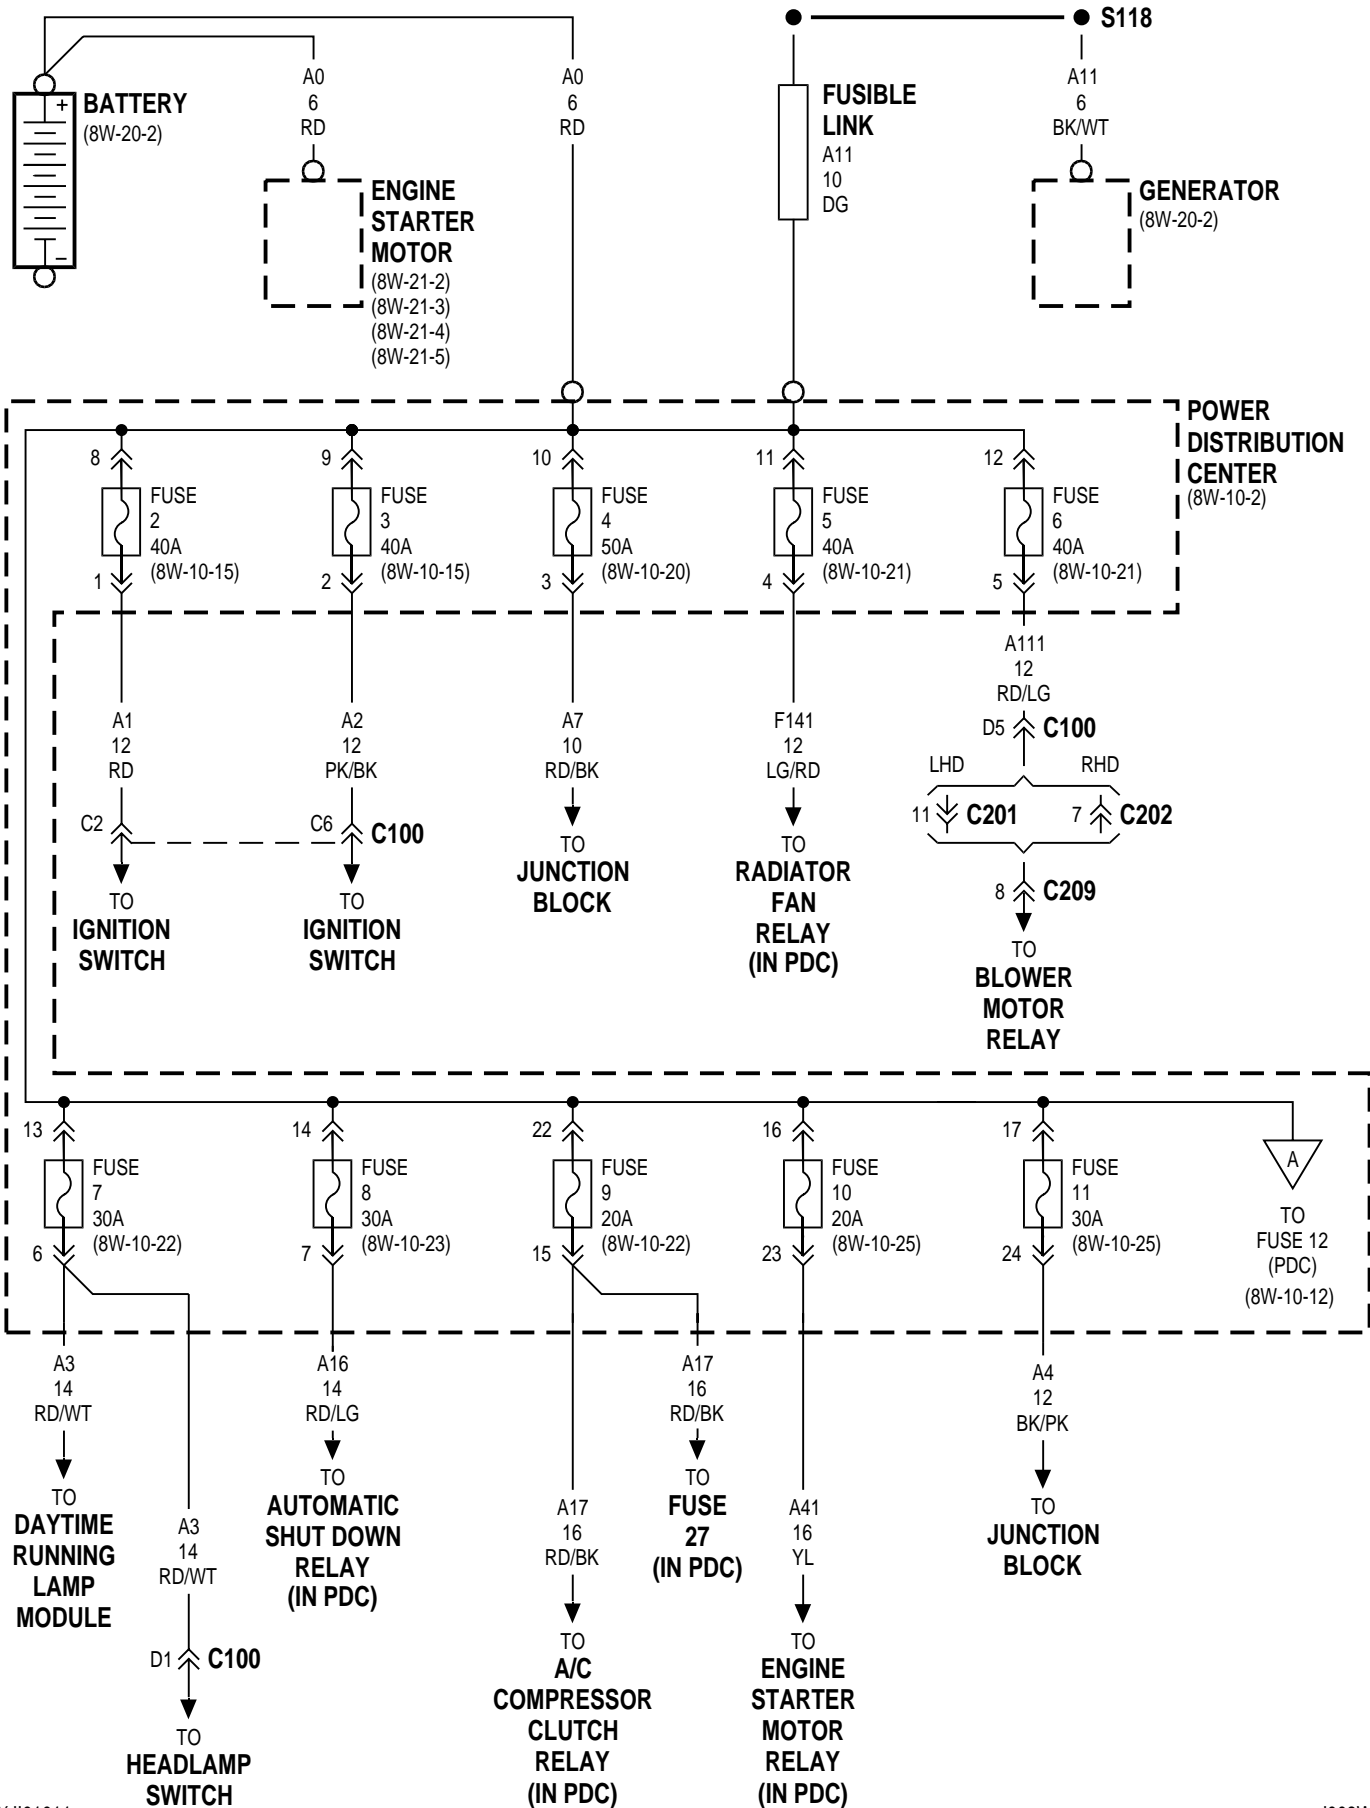 S118
A0
6
RD
A0
6
RD
A11
6
BK/WT
+
BATTERY
(8W-20-2)
–
FUSIBLE
LINK
A11
10
DG
ENGINE
STARTER
MOTOR
(8W-21-2)
(8W-21-3)
(8W-21-4)
(8W-21-5)
GENERATOR
(8W-20-2)
POWER
DISTRIBUTION
CENTER
(8W-10-2)
8
FUSE
2
40A
(8W-10-15)
1
9
FUSE
3
40A
(8W-10-15)
2
10
FUSE
4
50A
(8W-10-20)
3
11
FUSE
5
40A
(8W-10-21)
4
12
FUSE
6
40A
(8W-10-21)
5
A1
12
RD
C2
TO
IGNITION
SWITCH
A2
12
PK/BK
C6
C100
TO
IGNITION
SWITCH
A7
10
RD/BK
TO
JUNCTION
BLOCK
F141
12
LG/RD
TO
RADIATOR
FAN
RELAY
(IN PDC)
A111
12
RD/LG
D5
C100
LHD
RHD
11
C201
7
C202
8
C209
TO
BLOWER
MOTOR
RELAY
13
FUSE
7
30A
(8W-10-22)
6
14
FUSE
8
30A
(8W-10-23)
7
22
FUSE
9
20A
(8W-10-22)
15
16
FUSE
10
20A
(8W-10-25)
23
17
FUSE
11
30A
(8W-10-25)
24
A
TO
FUSE 12
(PDC)
(8W-10-12)
A3
14
RD/WT
TO
DAYTIME
RUNNING
LAMP
MODULE
A3
14
RD/WT
D1
C100
TO
HEADLAMP
SWITCH
A16
14
RD/LG
TO
AUTOMATIC
SHUT DOWN
RELAY
(IN PDC)
A17
16
RD/BK
TO
A/C
COMPRESSOR
CLUTCH
RELAY
(IN PDC)
A17
16
RD/BK
TO
FUSE
27
(IN PDC)
A41
16
YL
TO
ENGINE
STARTER
MOTOR
RELAY
(IN PDC)
A4
12
BK/PK
TO
JUNCTION
BLOCK